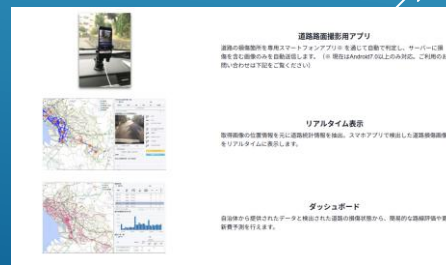 道路路面撮影用アプリ
道路の損傷箇所を専用スマートフォンアプリ※ を通じて自動で判定し、サーバーに損
傷を含む画像のみを自動送信します。（※ 現在はAndroid7.0以上のみ対応。ご利用のお
問い合わせは下記をご覧ください）
リアルタイム表示
取得画像の位置情報を元に道路統計情報を抽出、スマホアプリで検出した道路損傷画像
をリアルタイムに表示します。
ダッシュボード
自治体から提供されたデータと検出された道路の損傷状態から、簡易的な路線評価や更
新費予測を行えます。